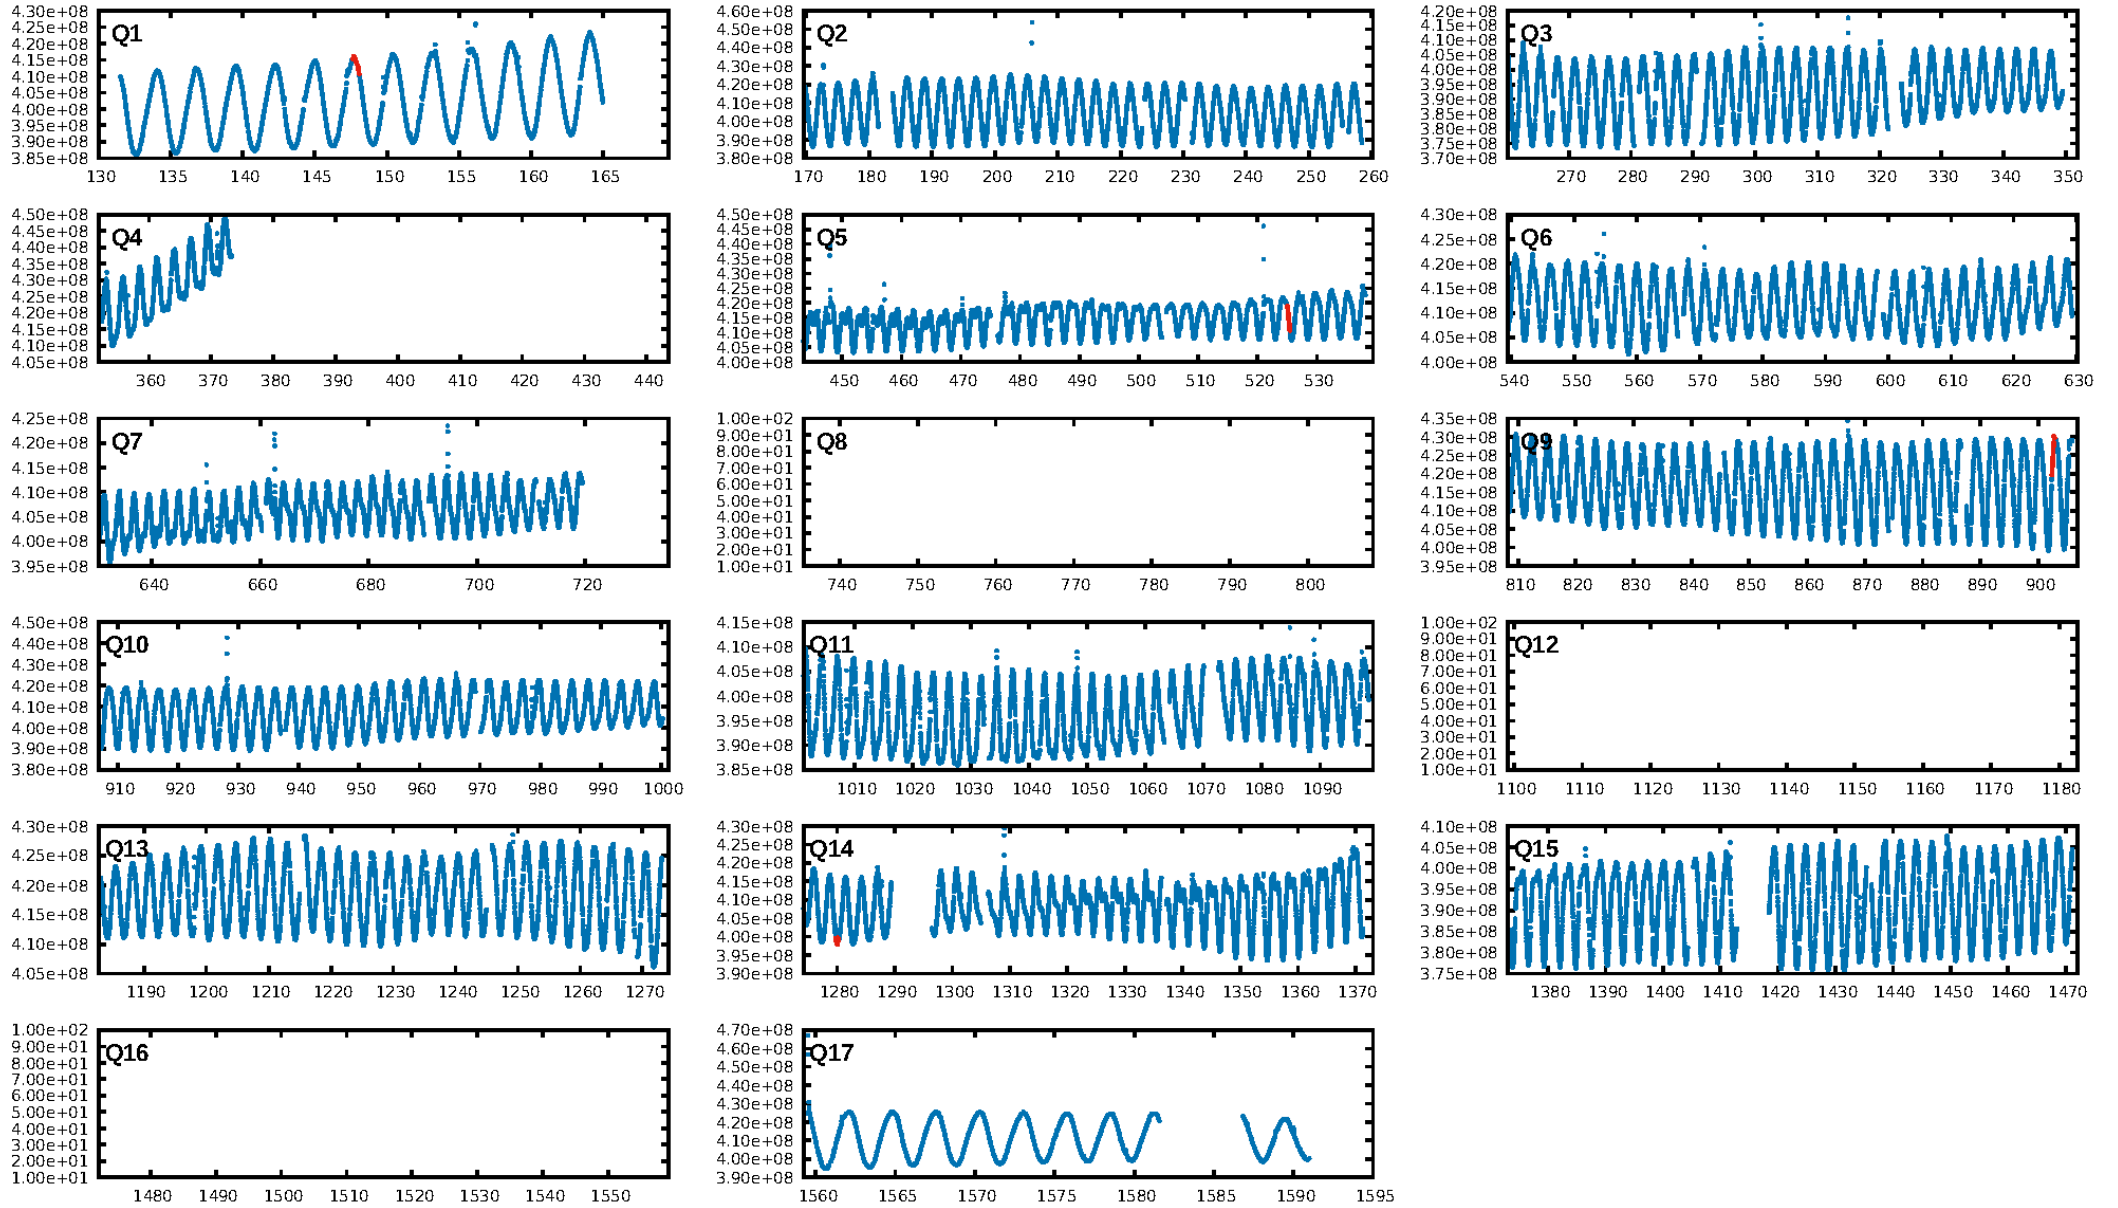 4.30e+08
4.25e+08
4.20e+08
4.15e+08
4.10e+08
4.05e+08
4.00e+08
3.95e+08
3.90e+08
3.85e+08
Q1
130 135 140 145 150 155 160 165
4.60e+08
4.50e+08
4.40e+08
4.30e+08
4.20e+08
4.10e+08
4.00e+08
3.90e+08
3.80e+08
Q2
170 180 190 200 210 220 230 240 250 260
4.20e+08
4.15e+08
4.10e+08
4.05e+08
4.00e+08
3.95e+08
3.90e+08
3.85e+08
3.80e+08
3.75e+08
3.70e+08
Q3
270 280 290 300 310 320 330 340 350
4.50e+08
4.45e+08
4.40e+08
4.35e+08
4.30e+08
4.25e+08
4.20e+08
4.15e+08
4.10e+08
4.05e+08
Q4
360 370 380 390 400 410 420 430 440
4.50e+08
4.45e+08
4.40e+08
4.35e+08
4.30e+08
4.25e+08
4.20e+08
4.15e+08
4.10e+08
4.05e+08
4.00e+08
Q5
450 460 470 480 490 500 510 520 530
4.30e+08
4.25e+08
4.20e+08
4.15e+08
4.10e+08
4.05e+08
4.00e+08
Q6
540 550 560 570 580 590 600 610 620 630
4.25e+08
4.20e+08
4.15e+08
4.10e+08
4.05e+08
4.00e+08
3.95e+08
Q7
640 660 680 700 720
1.00e+02
9.00e+01
8.00e+01
7.00e+01
6.00e+01
5.00e+01
4.00e+01
3.00e+01
2.00e+01
1.00e+01
Q8
740 750 760 770 780 790 800
4.35e+08
4.30e+08
4.25e+08
4.20e+08
4.15e+08
4.10e+08
4.05e+08
4.00e+08
3.95e+08
Q9
810 820 830 840 850 860 870 880 890 900
4.50e+08
4.40e+08
4.30e+08
4.20e+08
4.10e+08
4.00e+08
3.90e+08
3.80e+08
Q10
910 920 930 940 950 960 970 980 990 1000
4.15e+08
4.10e+08
4.05e+08
4.00e+08
3.95e+08
3.90e+08
3.85e+08
Q11
1010 1020 1030 1040 1050 1060 1070 1080 1090
1.00e+02
9.00e+01
8.00e+01
7.00e+01
6.00e+01
5.00e+01
4.00e+01
3.00e+01
2.00e+01
1.00e+01
Q12
1100 1110 1120 1130 1140 1150 1160 1170 1180
4.30e+08
4.25e+08
4.20e+08
4.15e+08
4.10e+08
4.05e+08
Q13
1190 1200 1210 1220 1230 1240 1250 1260 1270
4.30e+08
4.25e+08
4.20e+08
4.15e+08
4.10e+08
4.05e+08
4.00e+08
3.95e+08
3.90e+08
Q14
1280 1290 1300 1310 1320 1330 1340 1350 1360 1370
4.10e+08
4.05e+08
4.00e+08
3.95e+08
3.90e+08
3.85e+08
3.80e+08
3.75e+08
Q15
1380 1390 1400 1410 1420 1430 1440 1450 1460 1470
1.00e+02
9.00e+01
8.00e+01
7.00e+01
6.00e+01
5.00e+01
4.00e+01
3.00e+01
2.00e+01
1.00e+01
Q16
1480 1490 1500 1510 1520 1530 1540 1550
4.70e+08
4.60e+08
4.50e+08
4.40e+08
4.30e+08
4.20e+08
4.10e+08
4.00e+08
3.90e+08
Q17
1560 1565 1570 1575 1580 1585 1590 1595